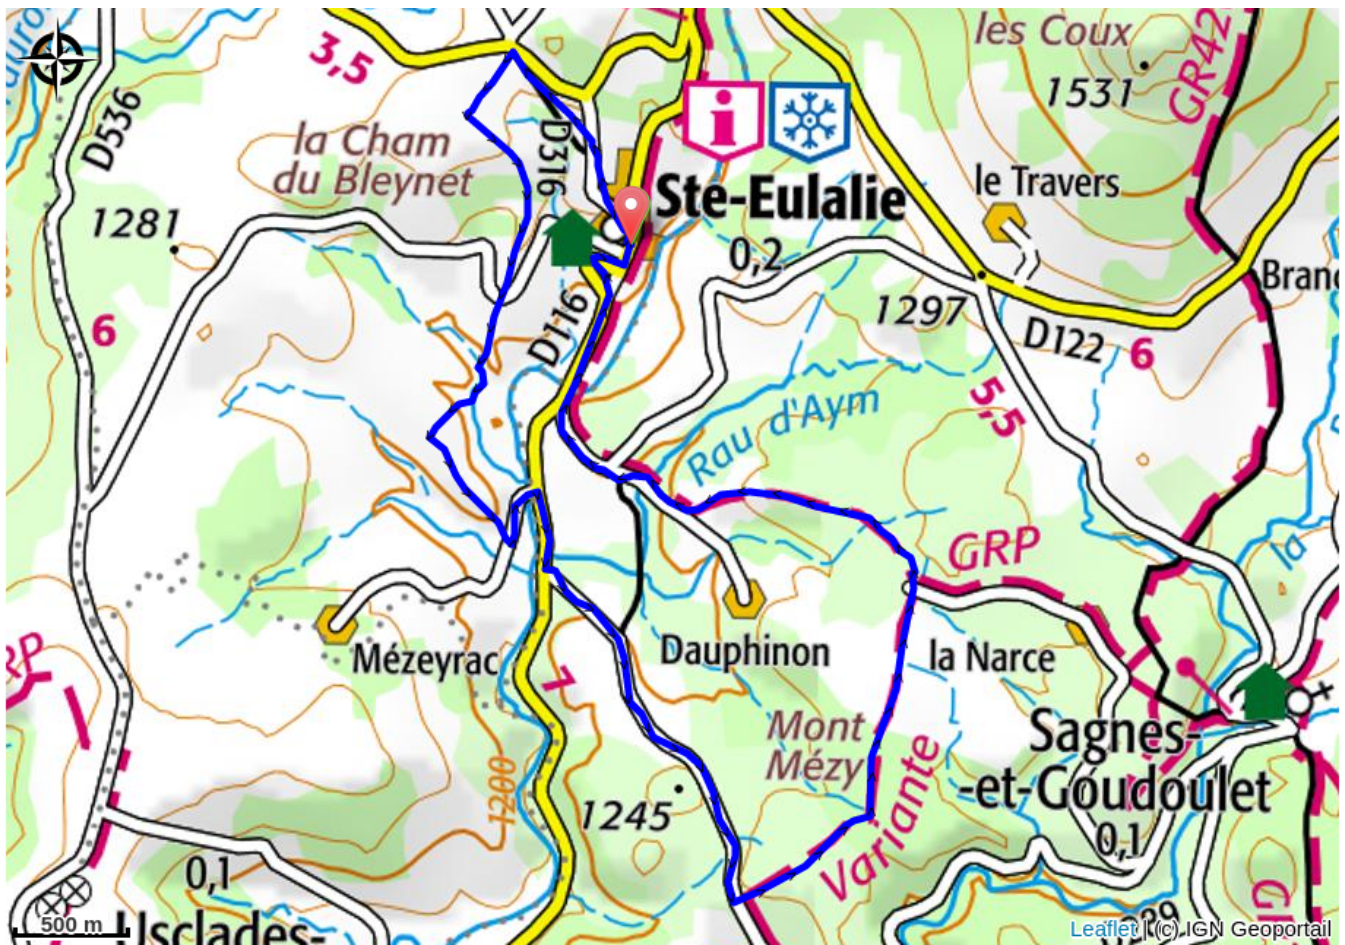 les Coux
1531
GR42
3,5
D536
la Cham
du Bleynet
D316
i
Ste-Eulalie
le Travers
1281
0,2
1297
Branc
D116
6
D122
6
5,5
Rau d'Aym
GRP
la
RP
Mézeyrac
Dauphinon
la Narce
7
Mont
Mézy
Sagnes-
-et-Goudoulet
1200
1245
Variante
0,1
0,1
500 m
Usclades-
Leaflet | (c) IGN Geoportail